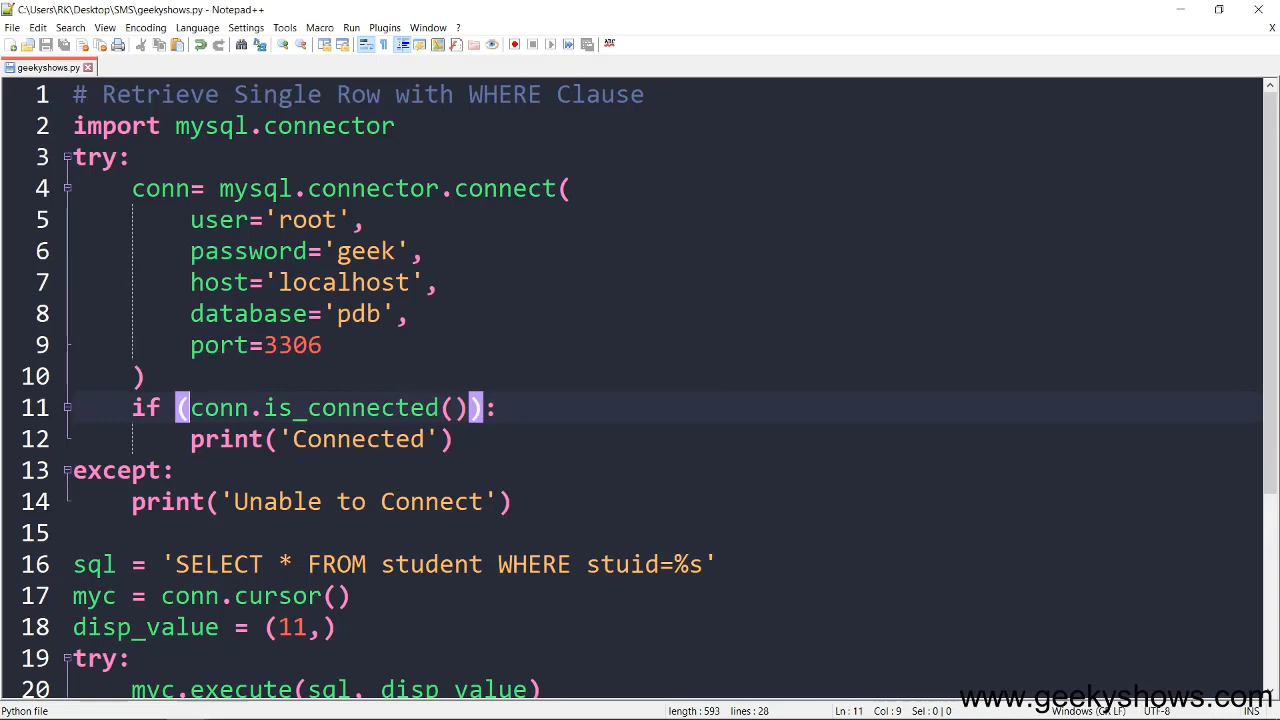 C:\Users\RK\Desktop\SMS\geekyshows.py - Notepad++
File Edit Search View Encoding Language Settings Tools Macro Run Plugins Window ? X
geekyshows.py
1 # Retrieve Single Row with WHERE Clause
2 import mysql.connector
3 try:
4 conn= mysql.connector.connect(
5 user='root',
6 password='geek',
7 host='localhost',
8 database='pdb',
9 port=3306
10 )
11 if (conn.is_connected()):
12 print('Connected')
13 except:
14 print('Unable to Connect')
15
16 sql = 'SELECT * FROM student WHERE stuid=%s'
17 myc = conn.cursor()
18 disp_value = (11,)
19 try:
20 myc.execute(sql, disp_value)
www.geekyshows.com
Python file length : 593 lines : 28 Ln : 11 Col : 9 Sel : 0 | 0 Windows (CR LF) UTF-8 INS